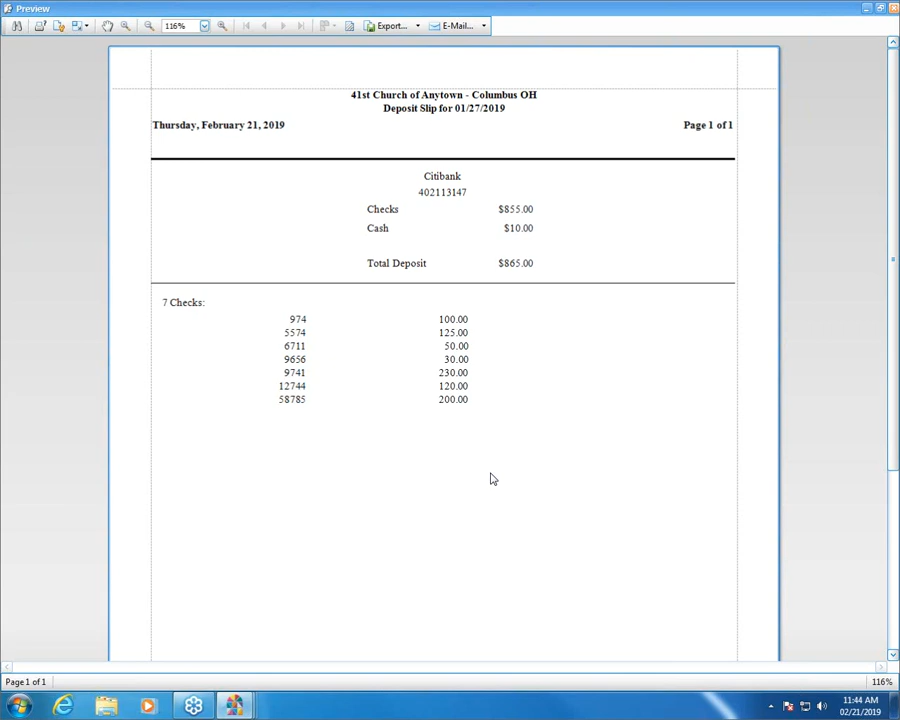 Preview
116%
Export...
E-Mail...
41st Church of Anytown - Columbus OH
Deposit Slip for 01/27/2019
Thursday, February 21, 2019
Page 1 of 1
Citibank
402113147
Checks $855.00
Cash $10.00
Total Deposit $865.00
7 Checks:
974 100.00
5574 125.00
6711 50.00
9656 30.00
9741 230.00
12744 120.00
58785 200.00
Page 1 of 1
116%
11:44 AM
02/21/2019